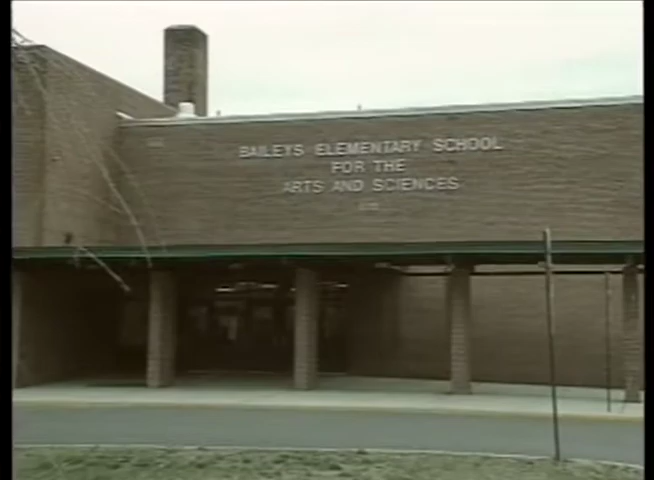 BAILEYS ELEMENTARY SCHOOL
FOR THE
ARTS AND SCIENCES